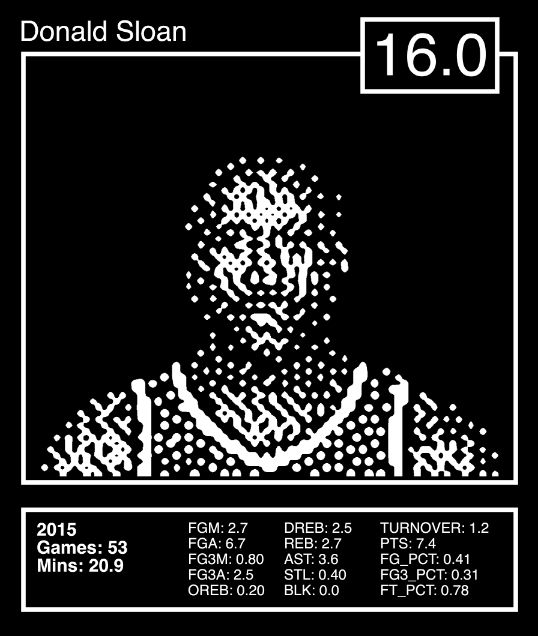 Donald Sloan
16.0
2015
Games: 53
Mins: 20.9
FGM: 2.7
FGA: 6.7
FG3M: 0.80
FG3A: 2.5
OREB: 0.20
DREB: 2.5
REB: 2.7
AST: 3.6
STL: 0.40
BLK: 0.0
TURNOVER: 1.2
PTS: 7.4
FG_PCT: 0.41
FG3_PCT: 0.31
FT_PCT: 0.78